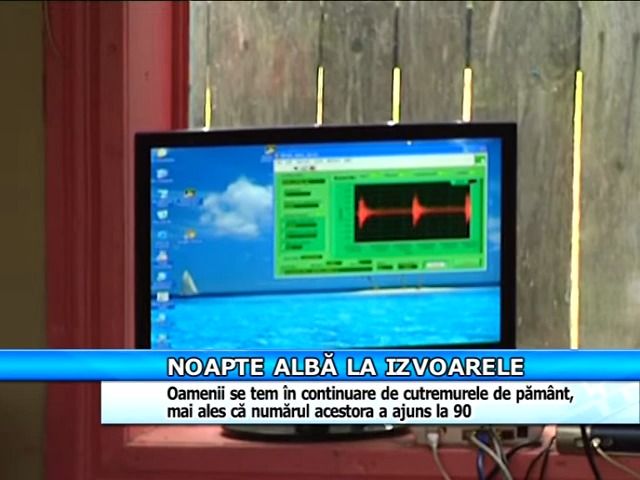 NOAPTE ALBĂ LA IZVOARELE
Oamenii se tem în continuare de cutremurele de pământ,
mai ales că numărul acestora a ajuns la 90